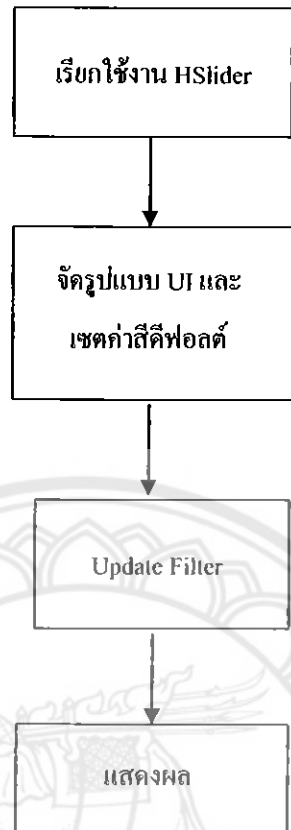 เรียกใช้งาน HSlider
จัดรูปแบบ UI และ
เซตค่าสีดีฟอลต์
Update Filter
แสดงผล